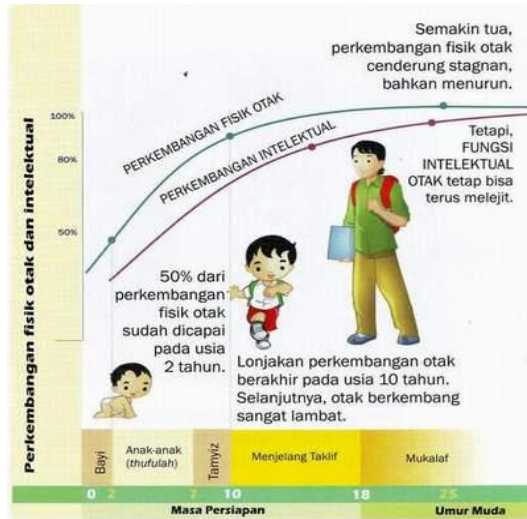 Semakin tua,
perkembangan fisik otak
cenderung stagnan,
bahkan menurun.
Perkembangan fisik otak dan intelektual
100%
80%
50%
PERKEMBANGAN FISIK OTAK
PERKEMBANGAN INTELEKTUAL
Tetapi,
FUNGSI
INTELEKTUAL
OTAK tetap bisa
terus melejit.
50% dari
perkembangan
fisik otak
sudah dicapai
pada usia
2 tahun.
Lonjakan perkembangan otak
berakhir pada usia 10 tahun.
Selanjutnya, otak berkembang
sangat lambat.
Bayi
Anak-anak
(thufulah)
Tamyiz
Menjelang Taklif
Mukalaf
0 2 7 10 18 25
Masa Persiapan
Umur Muda